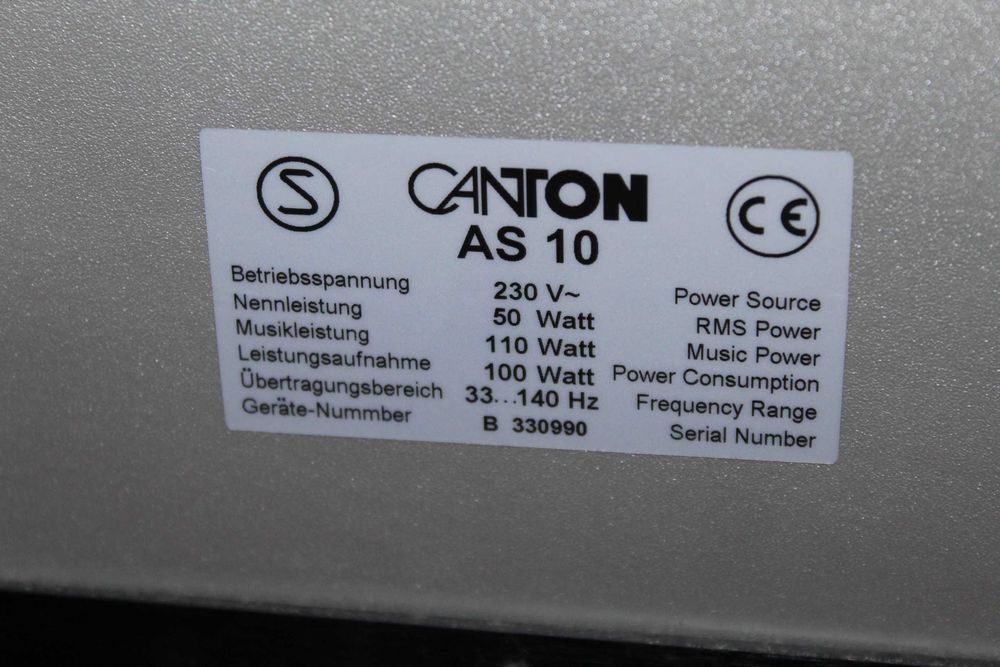 S CANTON CE
AS 10
Betriebsspannung 230 V~ Power Source
Nennleistung 50 Watt RMS Power
Musikleistung 110 Watt Music Power
Leistungsaufnahme 100 Watt Power Consumption
Übertragungsbereich 33...140 Hz Frequency Range
Geräte-Nummber B 330990 Serial Number